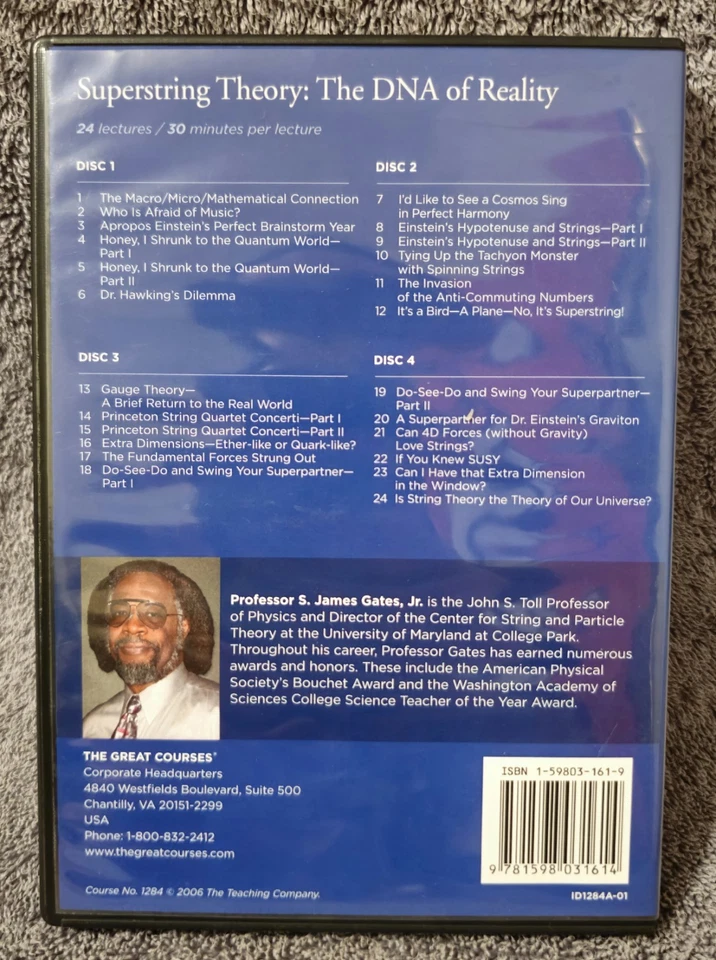 Superstring Theory: The DNA of Reality
24 lectures / 30 minutes per lecture
DISC 1
1 The Macro/Micro/Mathematical Connection
2 Who Is Afraid of Music?
3 Apropos Einstein's Perfect Brainstorm Year
4 Honey, I Shrunk to the Quantum World—
Part I
5 Honey, I Shrunk to the Quantum World—
Part II
6 Dr. Hawking's Dilemma
DISC 2
7 I'd Like to See a Cosmos Sing
in Perfect Harmony
8 Einstein's Hypotenuse and Strings—Part I
9 Einstein's Hypotenuse and Strings—Part II
10 Tying Up the Tachyon Monster
with Spinning Strings
11 The Invasion
of the Anti-Commuting Numbers
12 It's a Bird—A Plane—No, It's Superstring!
DISC 3
13 Gauge Theory—
A Brief Return to the Real World
14 Princeton String Quartet Concerti—Part I
15 Princeton String Quartet Concerti—Part II
16 Extra Dimensions—Ether-like or Quark-like?
17 The Fundamental Forces Strung Out
18 Do-See-Do and Swing Your Superpartner—
Part I
DISC 4
19 Do-See-Do and Swing Your Superpartner—
Part II
20 A Superpartner for Dr. Einstein's Graviton
21 Can 4D Forces (without Gravity)
Love Strings?
22 If You Knew SUSY
23 Can I Have that Extra Dimension
in the Window?
24 Is String Theory the Theory of Our Universe?
Professor S. James Gates, Jr. is the John S. Toll Professor
of Physics and Director of the Center for String and Particle
Theory at the University of Maryland at College Park.
Throughout his career, Professor Gates has earned numerous
awards and honors. These include the American Physical
Society's Bouchet Award and the Washington Academy of
Sciences College Science Teacher of the Year Award.
THE GREAT COURSES®
Corporate Headquarters
4840 Westfields Boulevard, Suite 500
Chantilly, VA 20151-2299
USA
Phone: 1-800-832-2412
www.thegreatcourses.com
Course No. 1284 © 2006 The Teaching Company.
ISBN 1-59803-161-9
9 781598 031614
ID1284A-01